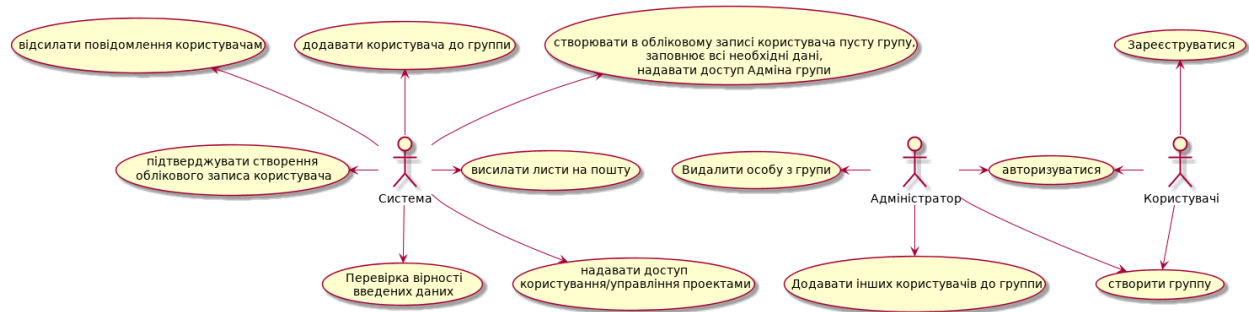 відсилати повідомлення користувачам
додавати користувача до группи
створювати в обліковому записі користувача пусту групу,
заповнює всі необхідні дані,
надавати доступ Адміна групи
Зареєструватися
підтверджувати створення
облікового записа користувача
висилати листи на пошту
Видалити особу з групи
авторизуватися
Система
Адміністратор
Користувачі
Перевірка вірності
введених даних
надавати доступ
користування/управління проектами
Додавати інших користувачів до группи
створити группу